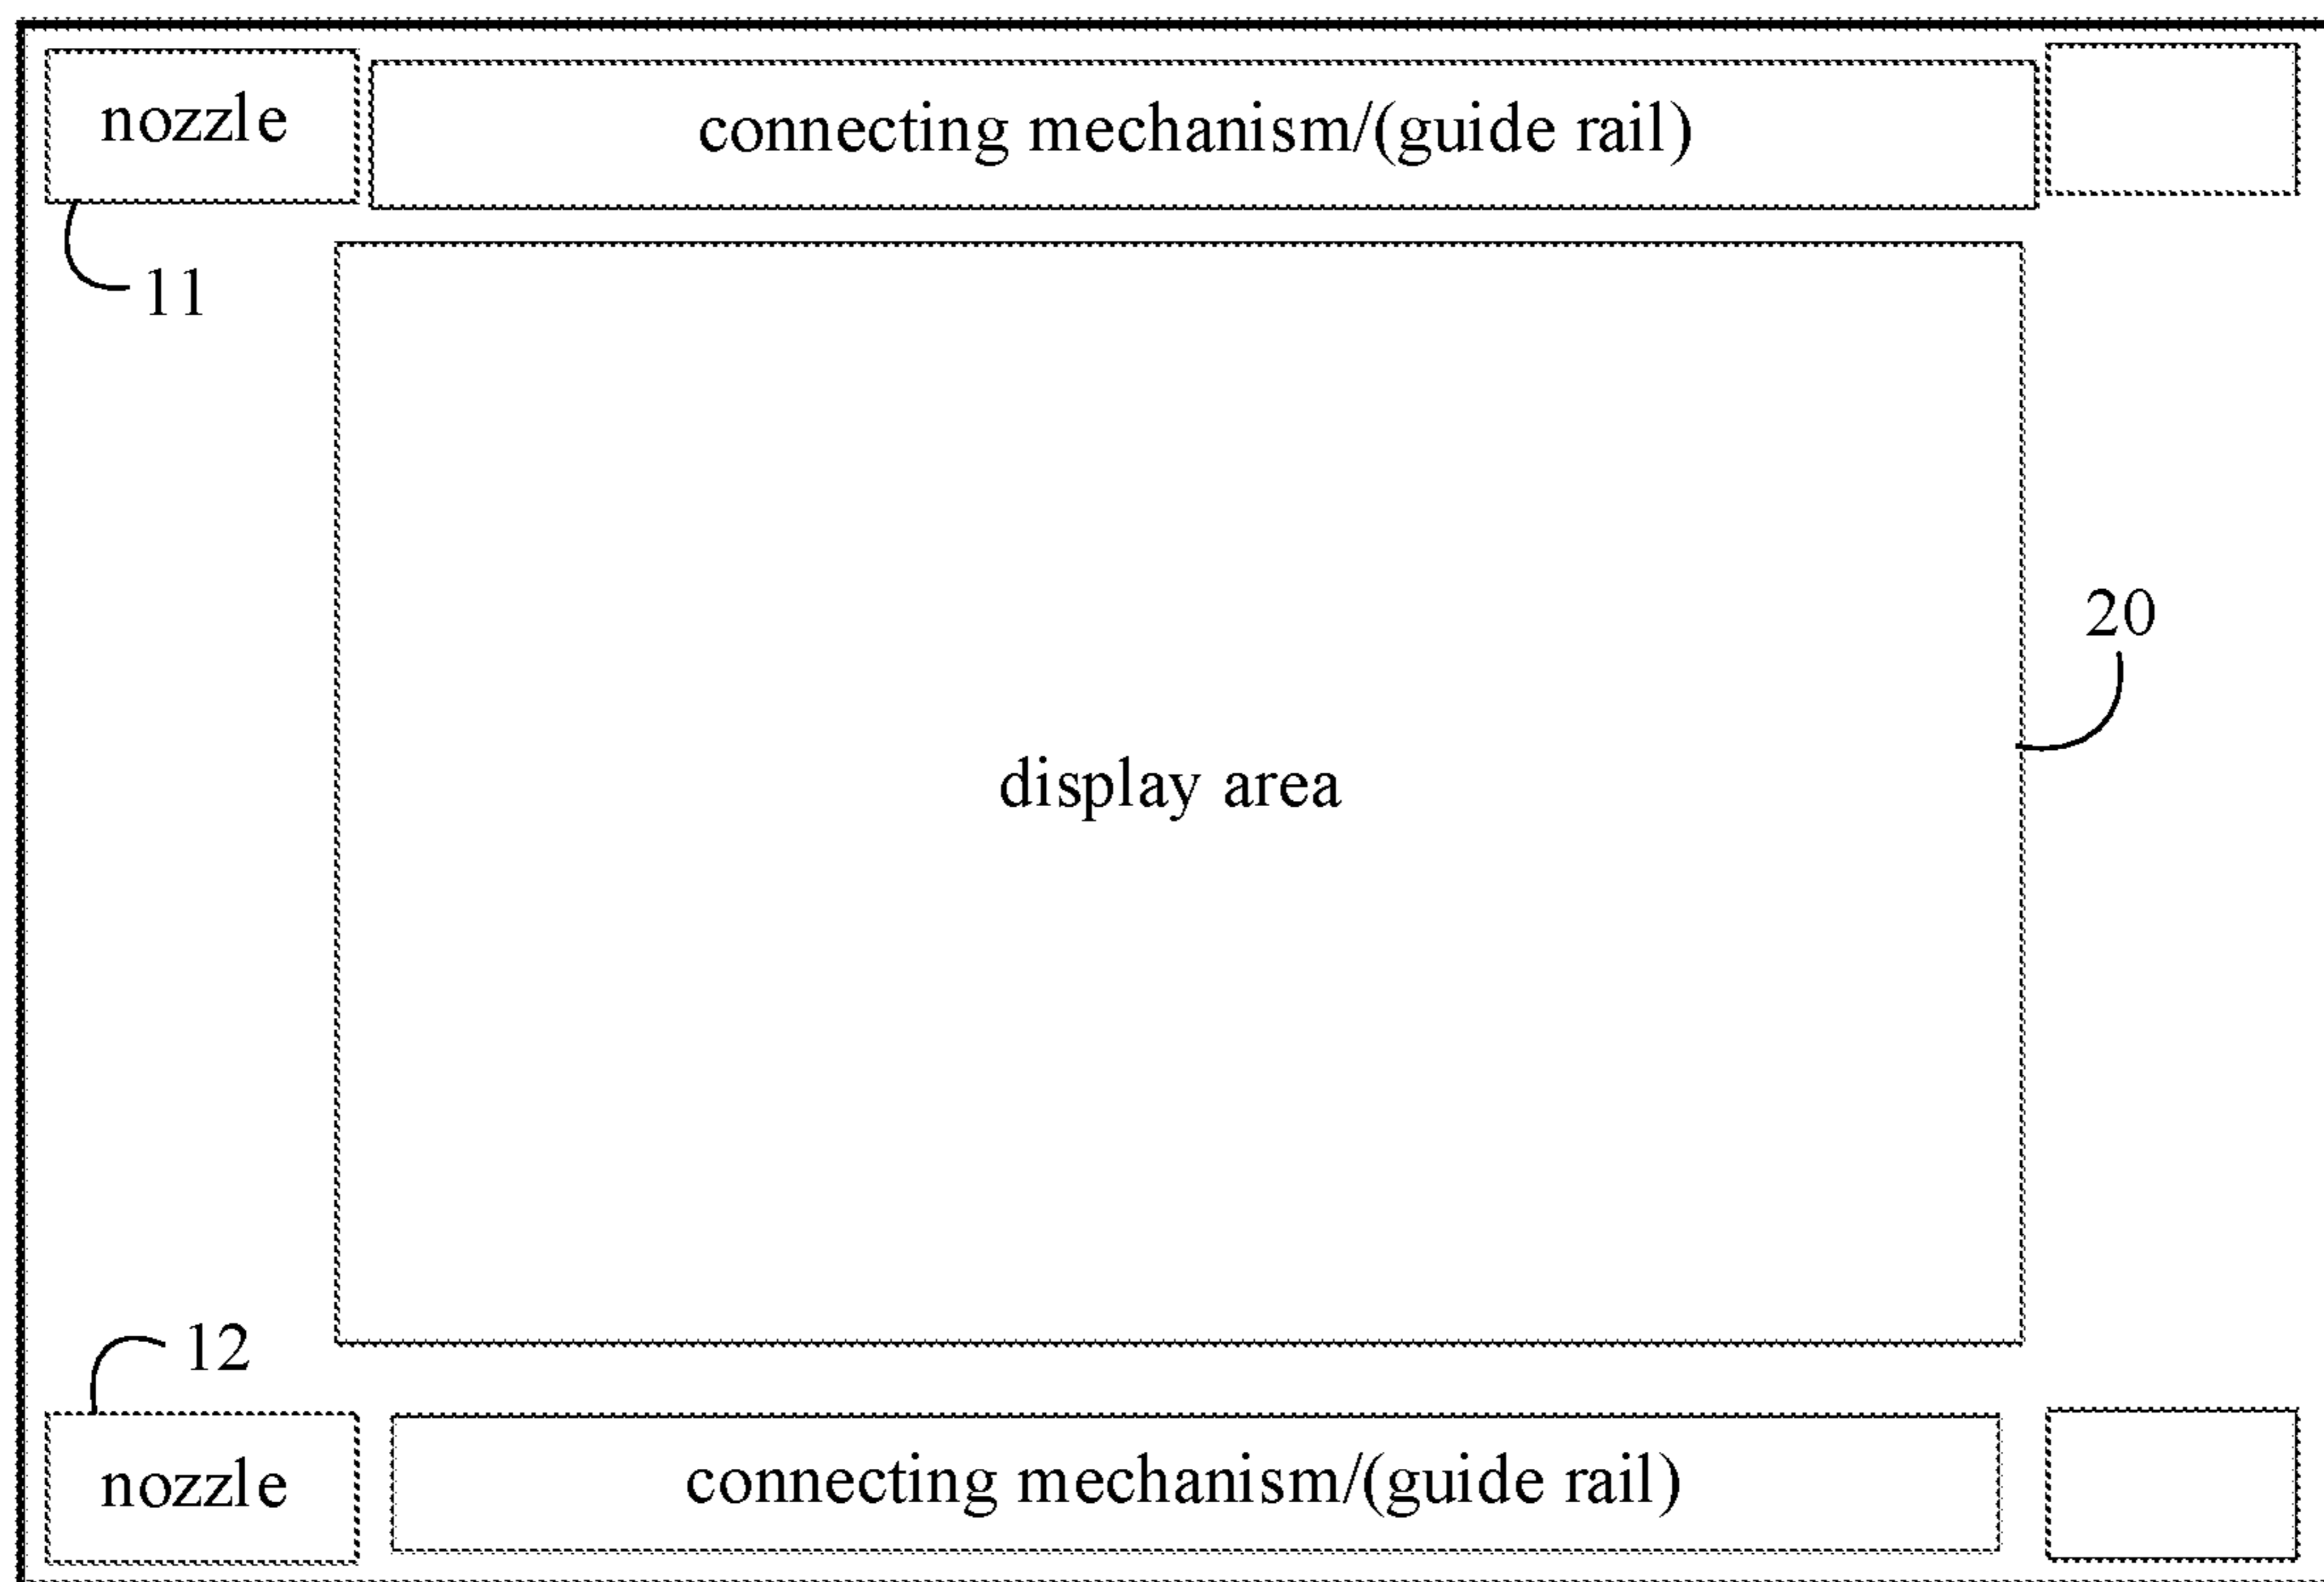 nozzle
connecting mechanism/(guide rail)
11
20
display area
12
nozzle
connecting mechanism/(guide rail)